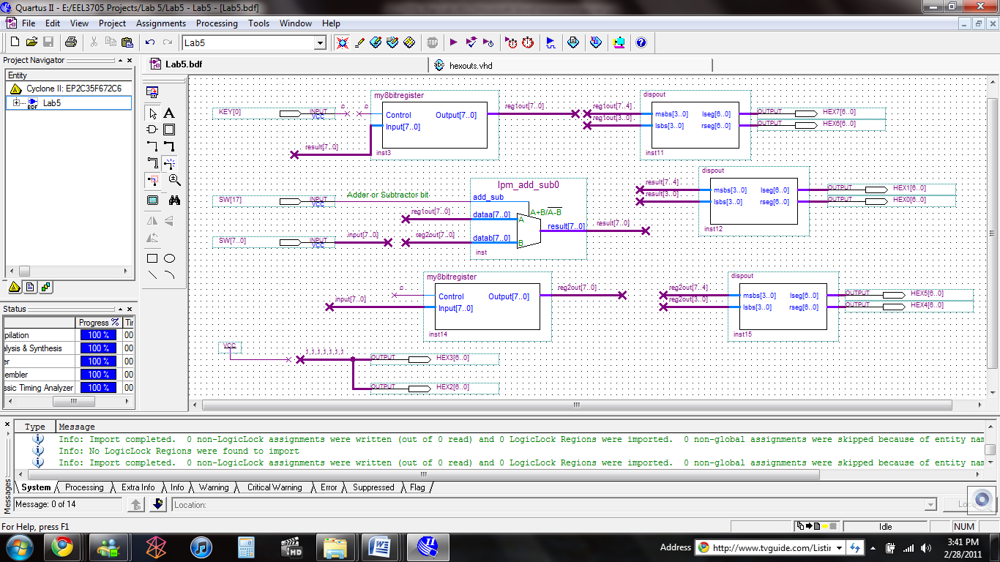 Quartus II - E:/EEL3705 Projects/Lab 5/Lab5 - Lab5 - [Lab5.bdf]
File Edit View Project Assignments Processing Tools Window Help
Lab5
STOP
Project Navigator
Lab5.bdf
hexouts.vhd
Entity
Cyclone II: EP2C35F672C6
BDF Lab5
KEY[0] INPUT VCC c c
my8bitregister
Control Output[7..0]
Input[7..0]
inst3
result[7..0]
reg1out[7..0]
reg1out[7..4]
reg1out[3..0]
dispout
msbs[3..0] lseg[6..0]
lsbs[3..0] rseg[6..0]
inst11
OUTPUT HEX7[6..0]
OUTPUT HEX6[6..0]
SW[17] INPUT VCC
Adder or Subtractor bit
lpm_add_sub0
add_sub
A+B/A-B
reg1out[7..0]
dataa[7..0] A
result[7..0]
result[7..0]
SW[7..0] INPUT VCC
input[7..0]
reg2out[7..0]
datab[7..0] B
inst
result[7..4]
result[3..0]
dispout
msbs[3..0] lseg[6..0]
lsbs[3..0] rseg[6..0]
inst12
OUTPUT HEX1[6..0]
OUTPUT HEX0[6..0]
my8bitregister
c
input[7..0]
Control Output[7..0]
Input[7..0]
inst14
reg2out[7..0]
reg2out[7..4]
reg2out[3..0]
dispout
msbs[3..0] lseg[6..0]
lsbs[3..0] rseg[6..0]
inst15
OUTPUT HEX5[6..0]
OUTPUT HEX4[6..0]
VCC
1,1,1,1,1,1,1
OUTPUT HEX3[6..0]
OUTPUT HEX2[6..0]
Status
Progress % Tir
pilation 100 % 00
alysis & Synthesis 100 % 00
er 100 % 00
embler 100 % 00
ssic Timing Analyzer 100 % 00
Type Message
Info: Import completed. 0 non-LogicLock assignments were written (out of 0 read) and 0 LogicLock Regions were imported. 0 non-global assignments were skipped because of entity nam
Info: No LogicLock Regions were found to import
Info: Import completed. 0 non-LogicLock assignments were written (out of 0 read) and 0 LogicLock Regions were imported. 0 non-global assignments were skipped because of entity nam
System Processing Extra Info Info Warning Critical Warning Error Suppressed Flag
Messages
Message: 0 of 14
Location:
For Help, press F1
Idle
NUM
Address http://www.tvguide.com/Listin
3:41 PM
2/28/2011